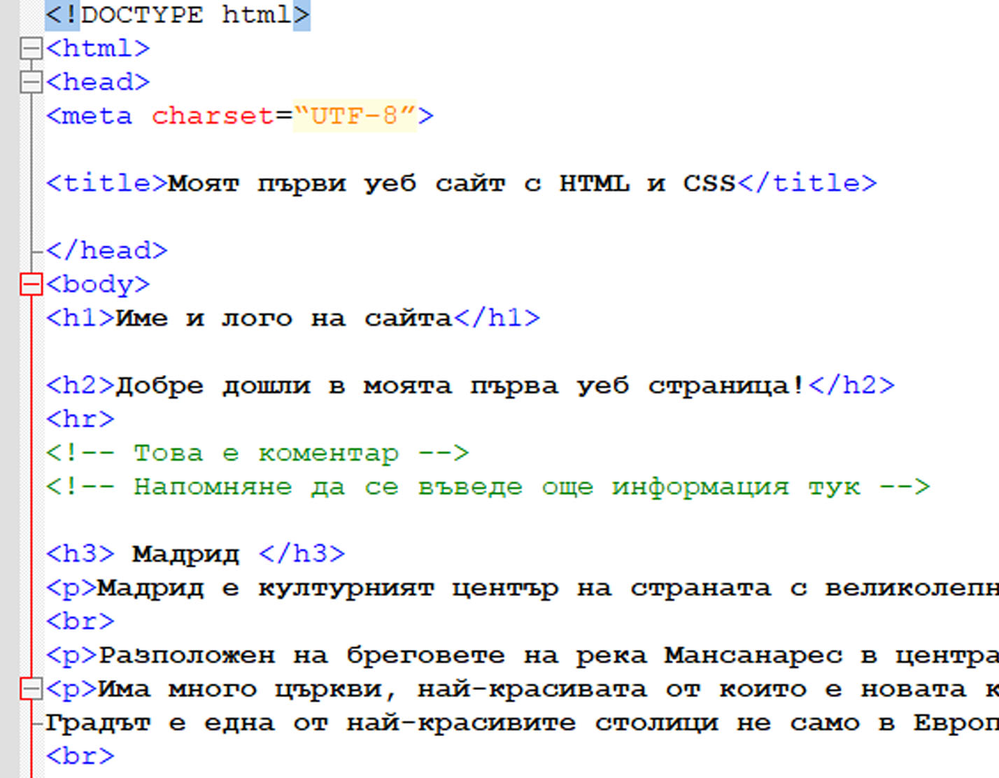 <!DOCTYPE html>
<html>
<head>
<meta charset=“UTF-8”>
<title>Моят първи уеб сайт с HTML и CSS</title>
</head>
<body>
<h1>Име и лого на сайта</h1>
<h2>Добре дошли в моята първа уеб страница!</h2>
<hr>
<!-- Това е коментар -->
<!-- Напомняне да се въведе още информация тук -->
<h3> Мадрид </h3>
<p>Мадрид е културният център на страната с
<br>
<p>Разположен на бреговете на река Мансанарес в
<p>Има много църкви, най-красивата от които е новата
Градът е една от най-красивите столици не само в
<br>